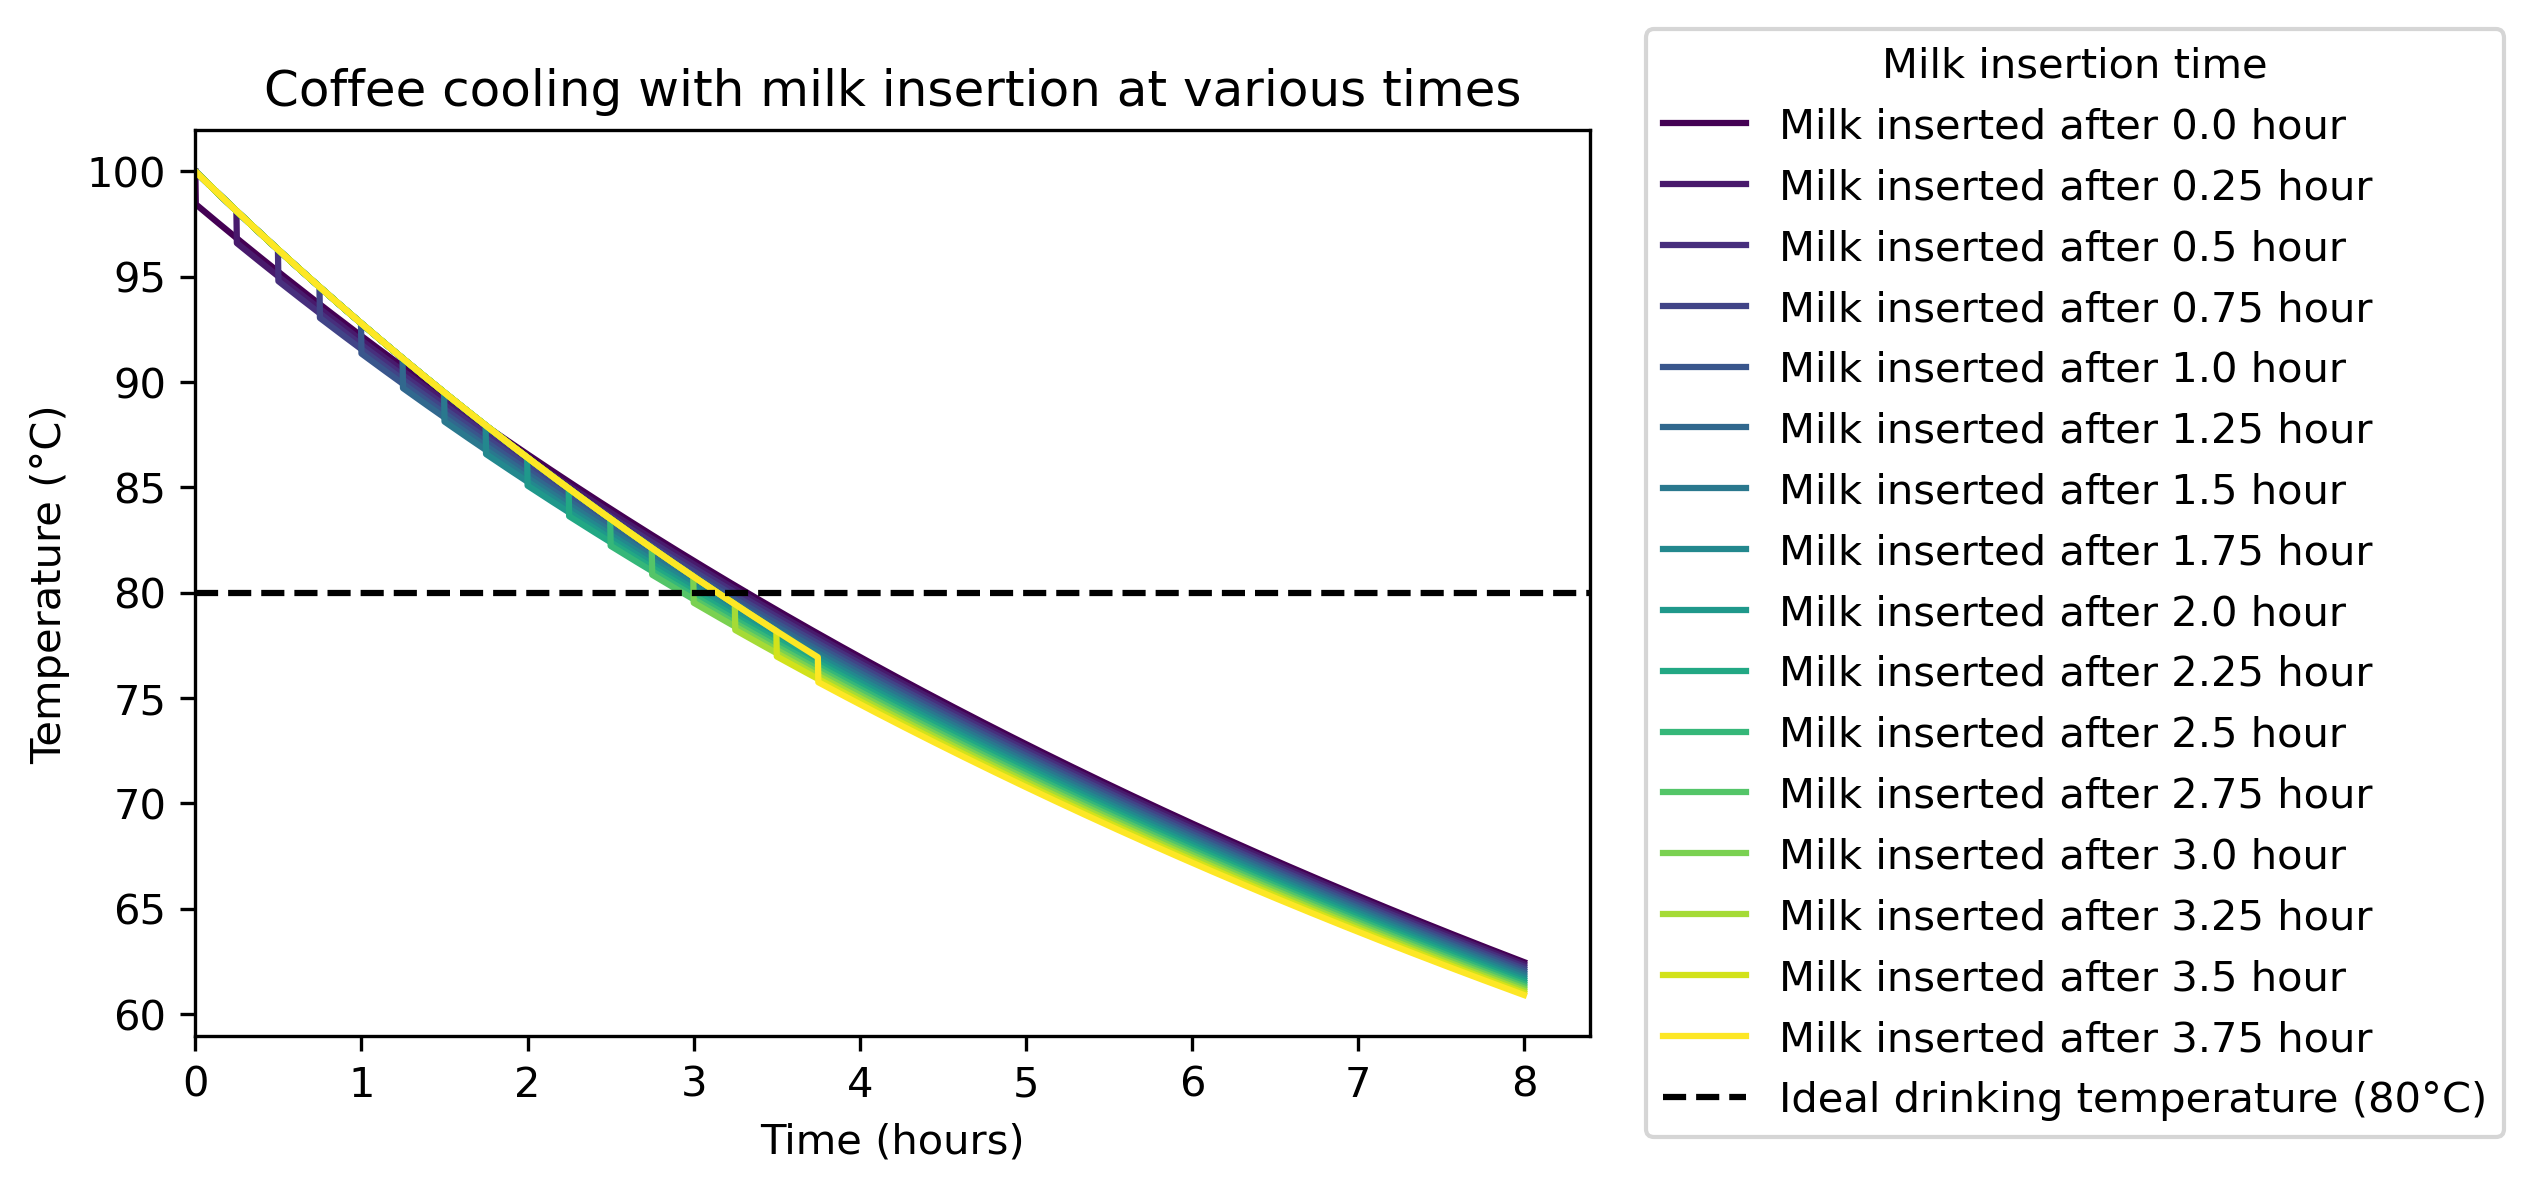 Coffee cooling with milk insertion at various times
Temperature (°C)
100
95
90
85
80
75
70
65
60
0 1 2 3 4 5 6 7 8
Time (hours)
Milk insertion time
Milk inserted after 0.0 hour
Milk inserted after 0.25 hour
Milk inserted after 0.5 hour
Milk inserted after 0.75 hour
Milk inserted after 1.0 hour
Milk inserted after 1.25 hour
Milk inserted after 1.5 hour
Milk inserted after 1.75 hour
Milk inserted after 2.0 hour
Milk inserted after 2.25 hour
Milk inserted after 2.5 hour
Milk inserted after 2.75 hour
Milk inserted after 3.0 hour
Milk inserted after 3.25 hour
Milk inserted after 3.5 hour
Milk inserted after 3.75 hour
Ideal drinking temperature (80°C)